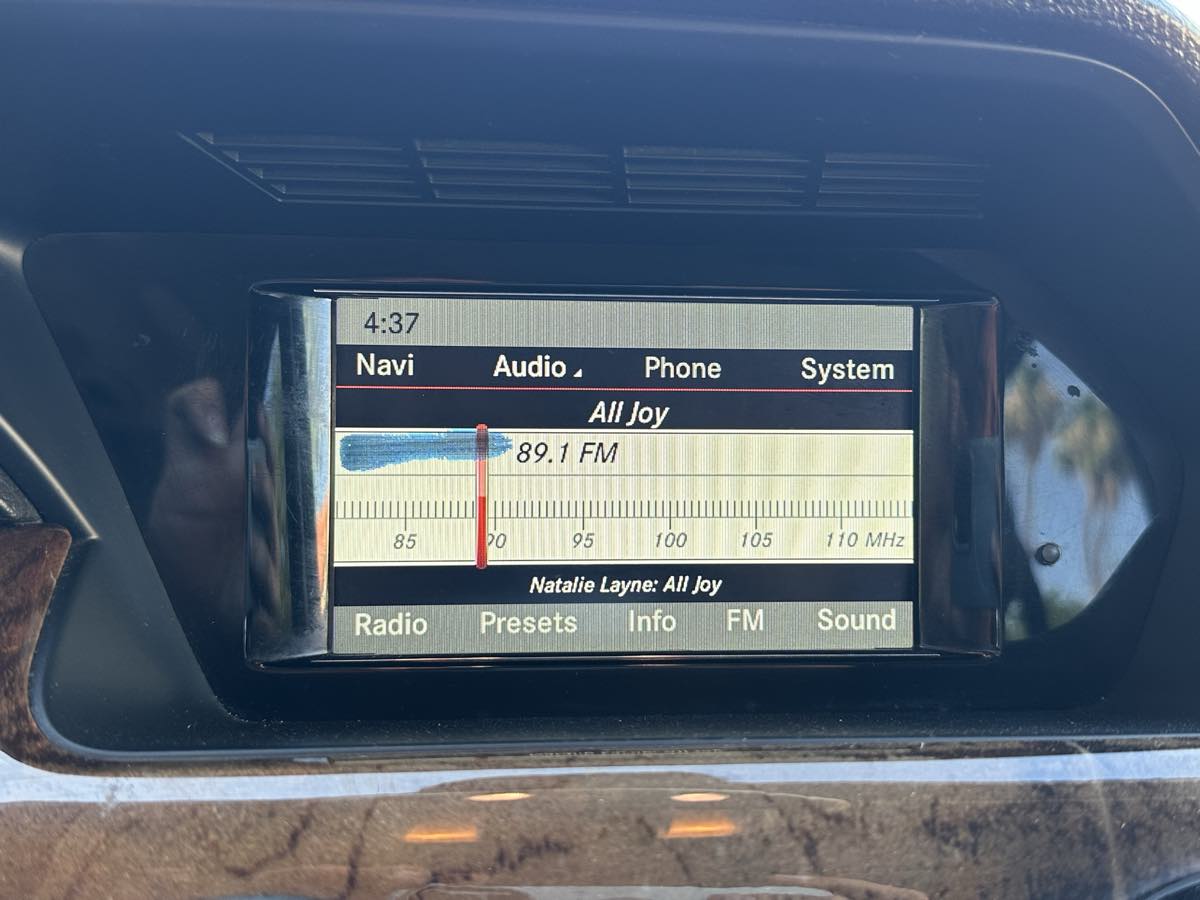 4:37
Navi Audio Phone System
All Joy
89.1 FM
85 90 95 100 105 110 MHz
Natalie Layne: All Joy
Radio Presets Info FM Sound